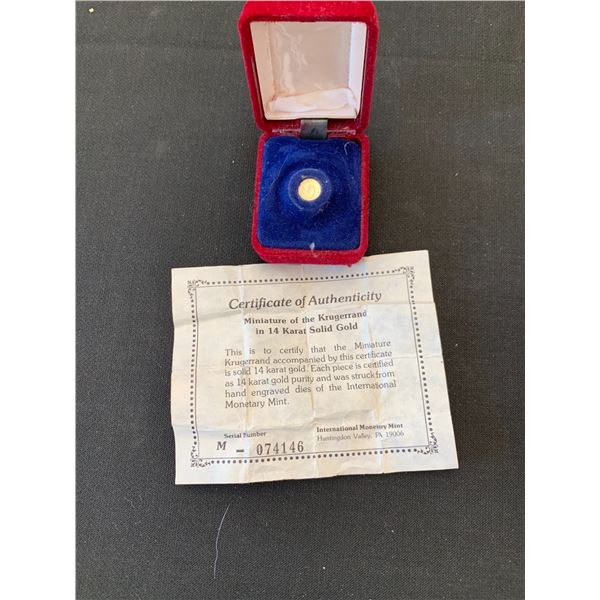 Certificate of Authenticity
Miniature of the Krugerrand
in 14 Karat Solid Gold
This is to certify that the Miniature
Krugerrand accompanied by this certificate
is solid 14 karat gold. Each piece is certified
as 14 karat gold purity and was struck from
hand engraved dies of the International
Monetary Mint.
Serial Number
M - 074146
International Monetary Mint
Huntingdon Valley, PA 19006